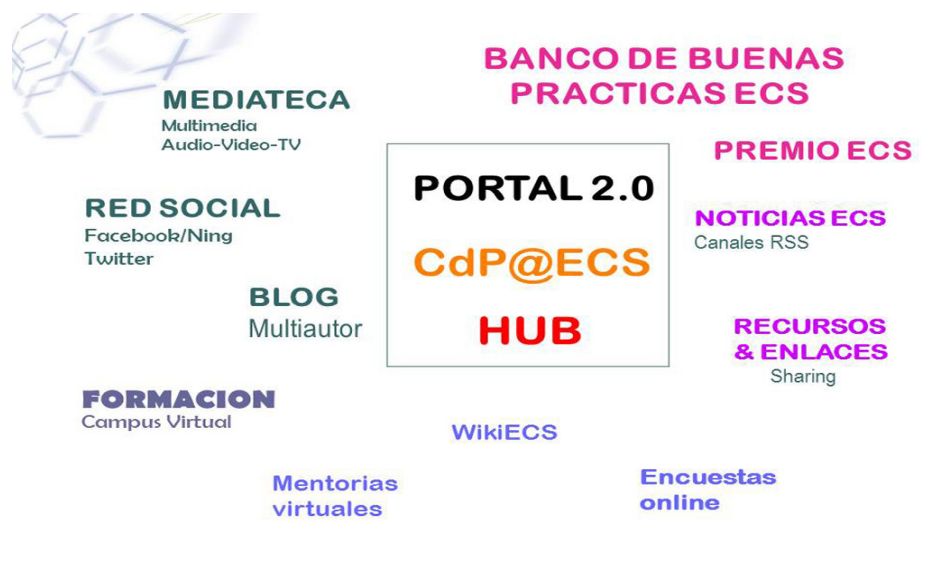 BANCO DE BUENAS
PRACTICAS ECS
MEDIATECA
Multimedia
Audio-Video-TV
PREMIO ECS
PORTAL 2.0
CdP@ECS
HUB
RED SOCIAL
Facebook/Ning
Twitter
NOTICIAS ECS
Canales RSS
BLOG
Multiautor
RECURSOS
& ENLACES
Sharing
FORMACION
Campus Virtual
WikiECS
Mentorias
virtuales
Encuestas
online